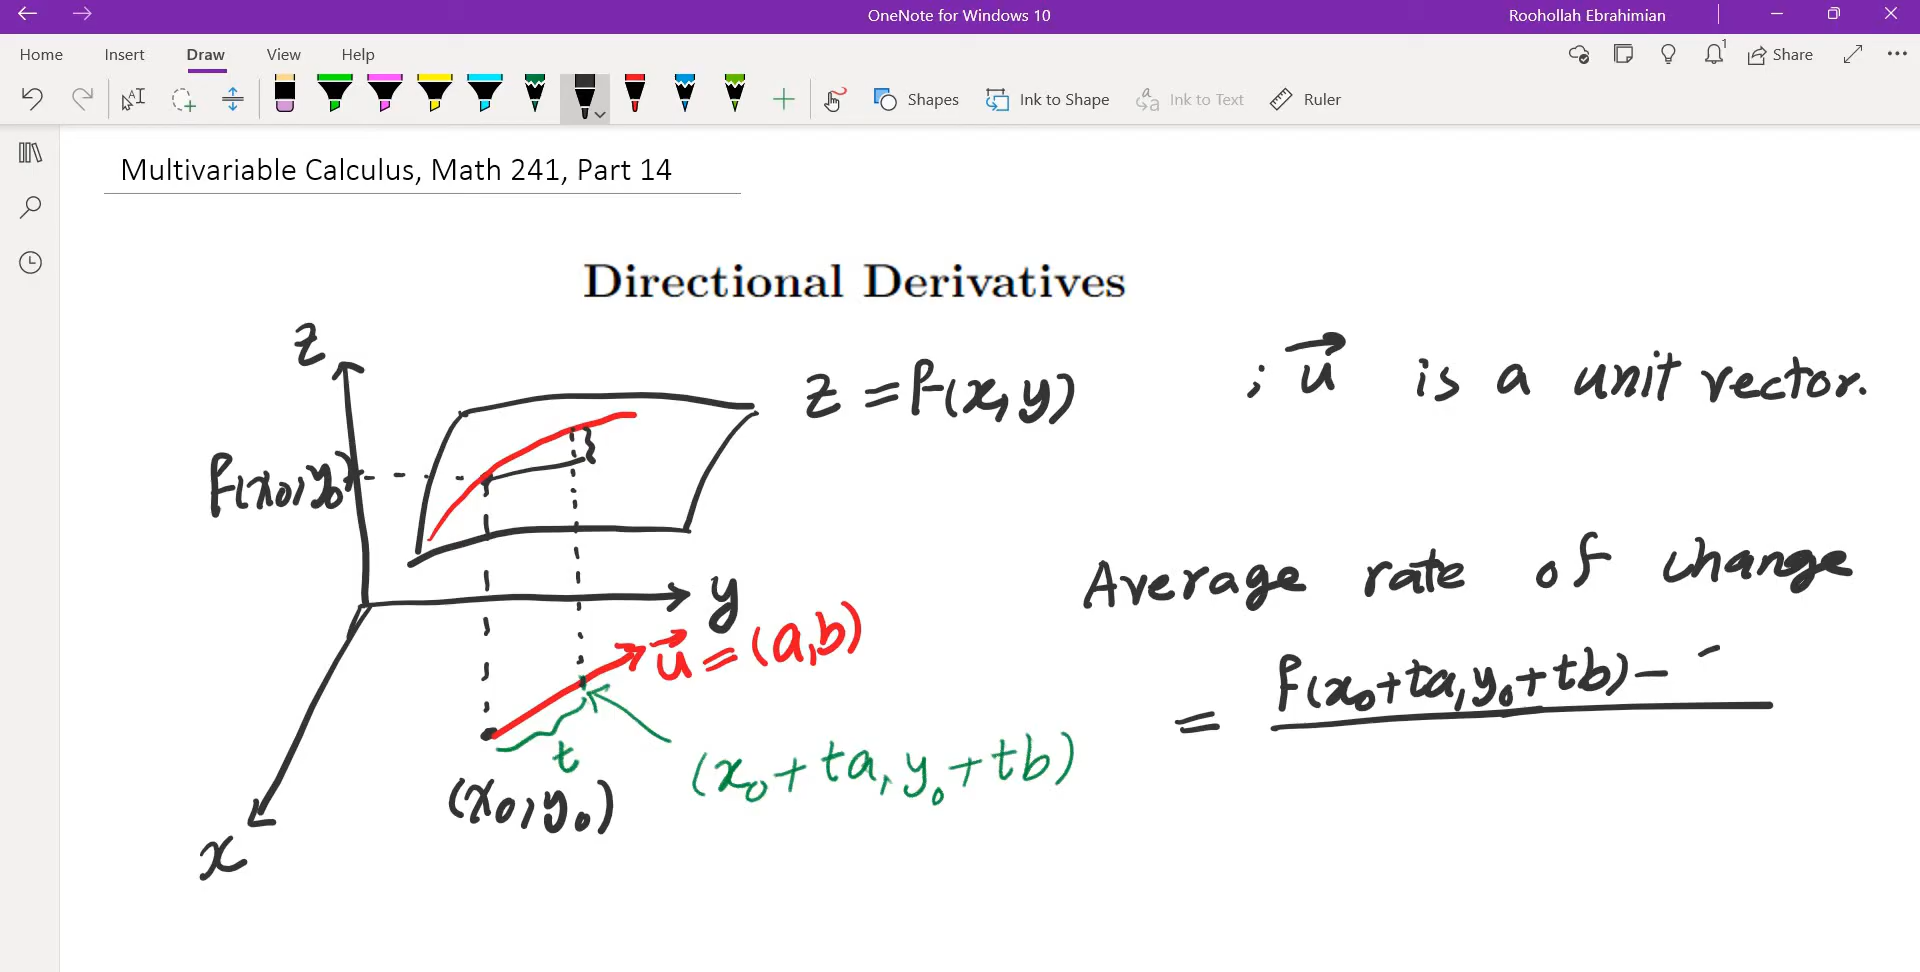 OneNote for Windows 10
Roohollah Ebrahimian
Home Insert Draw View Help
1
Share
Shapes Ink to Shape Ink to Text Ruler
Multivariable Calculus, Math 241, Part 14
Directional Derivatives
z
z = f(x,y) ; u⃗ is a unit vector.
f(x₀,y₀)
Average rate of change
y
u⃗ = (a,b)
= f(x₀+ta,y₀+tb) −
t
(x₀+ta,y₀+tb)
(x₀,y₀)
x